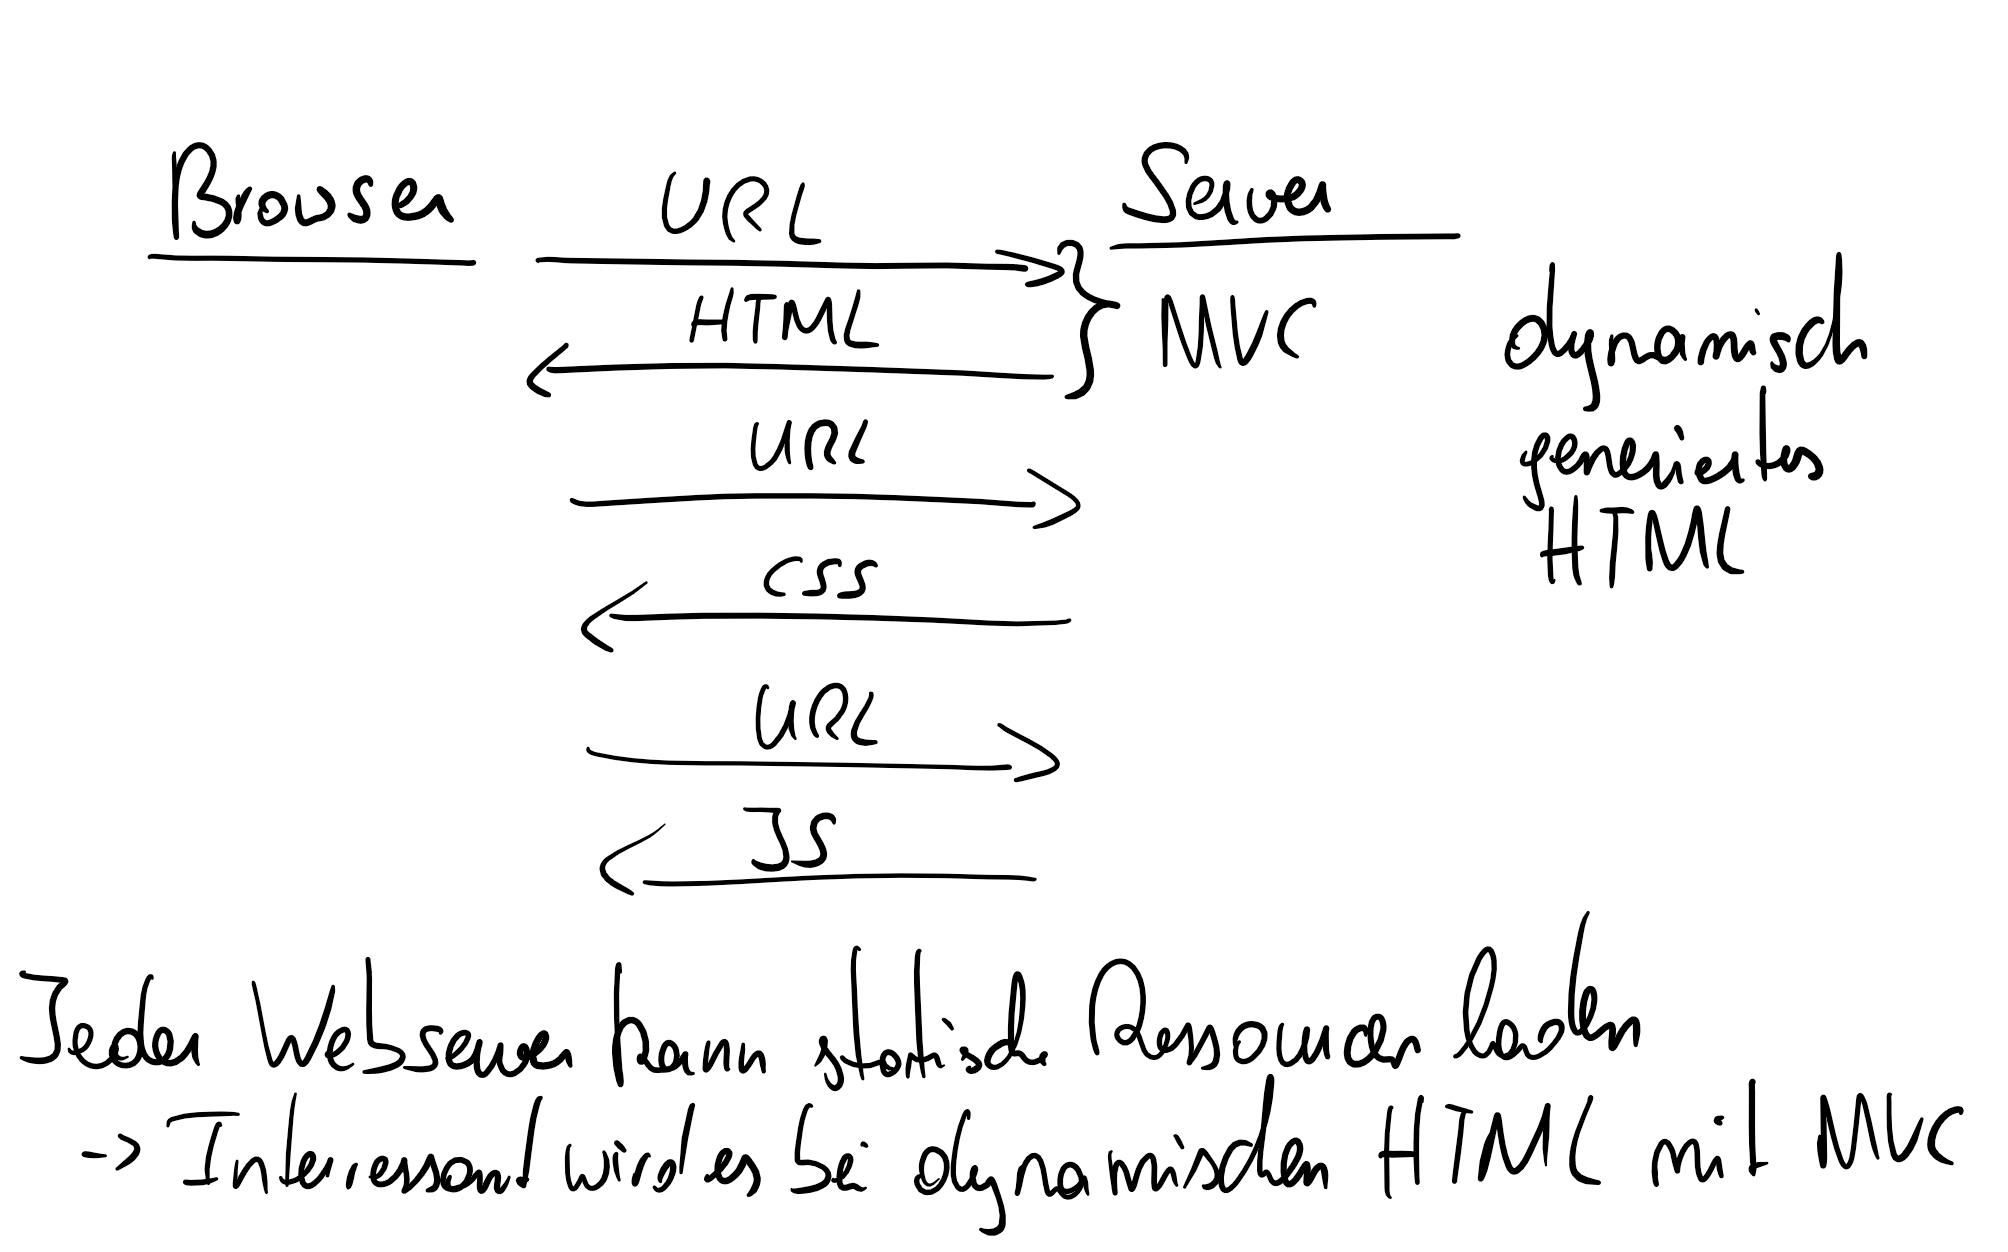 Browser URL Server
HTML MVC dynamisch
URL generiertes
CSS HTML
URL
JS
Jeder Webserver kann statische Ressourcen laden
-> Interessant wird es bei dynamischen HTML mit MVC